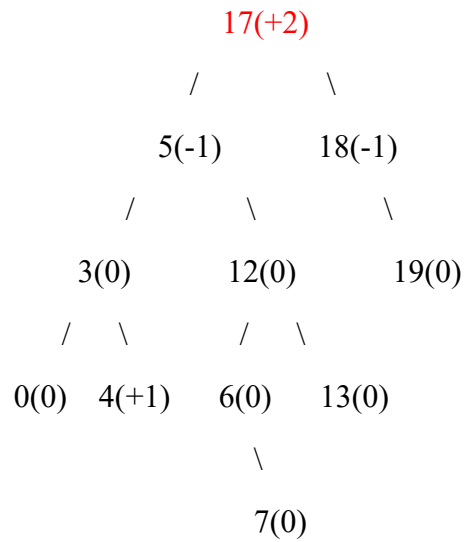 17(+2)
/ \
5(-1) 18(-1)
/ \ \
3(0) 12(0) 19(0)
/ \ / \
0(0) 4(+1) 6(0) 13(0)
\
7(0)